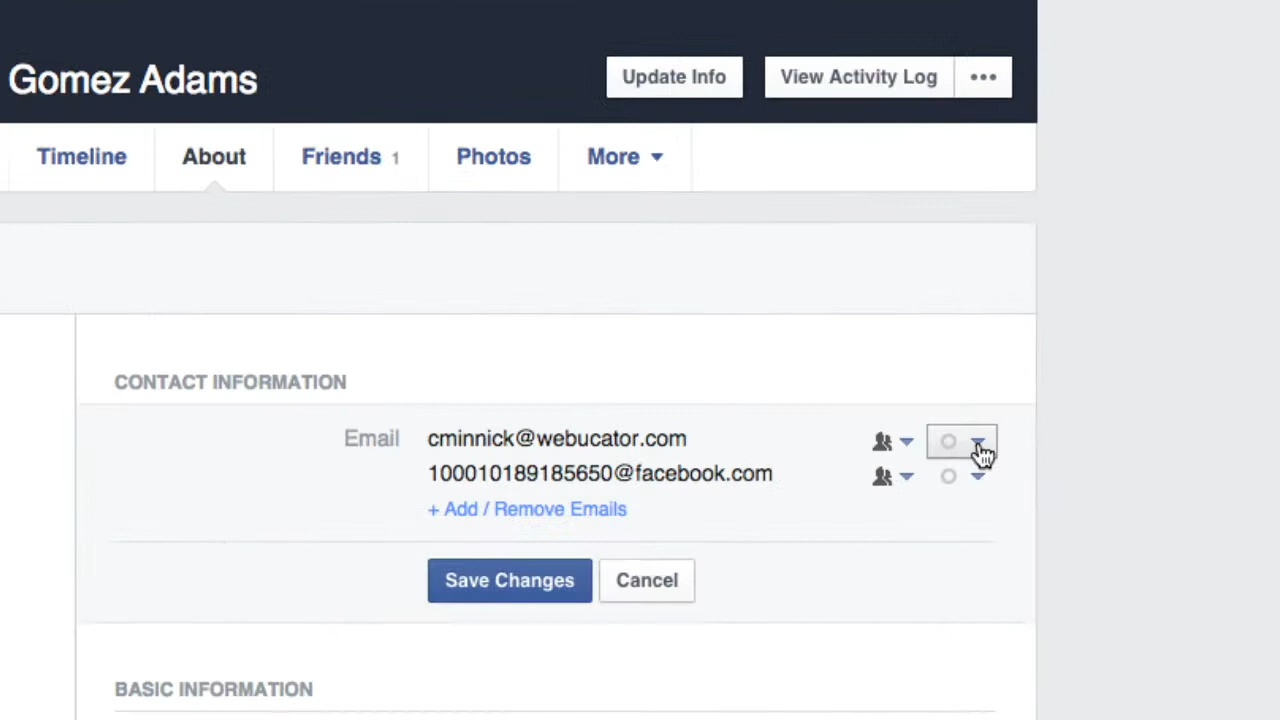 Gomez Adams
Update Info
View Activity Log
Timeline
About
Friends 1
Photos
More
CONTACT INFORMATION
Email
cminnick@webucator.com
100010189185650@facebook.com
+ Add / Remove Emails
Save Changes
Cancel
BASIC INFORMATION